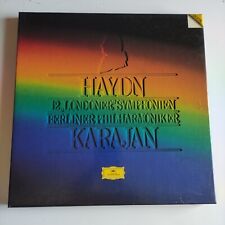 HAYDN
12 „LONDONER" SYMPHONIEN
BERLINER PHILHARMONIKER
KARAJAN